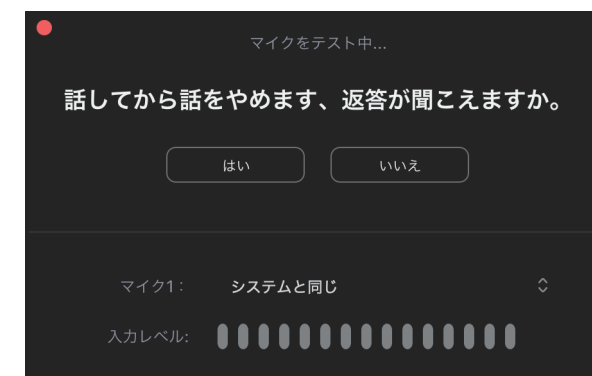 マイクをテスト中...
話してから話をやめます、返答が聞こえますか。
はい
いいえ
マイク1:
システムと同じ
入力レベル: